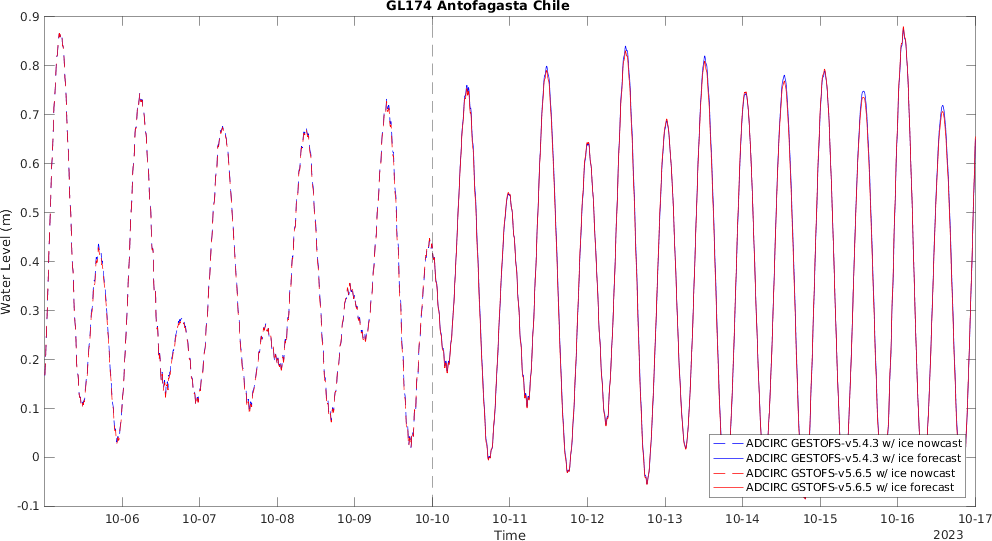 GL174 Antofagasta Chile
0.9
0.8
0.7
0.6
0.5
0.4
0.3
0.2
0.1
0
-0.1
Water Level (m)
ADCIRC GESTOFS-v5.4.3 w/ ice nowcast
ADCIRC GESTOFS-v5.4.3 w/ ice forecast
ADCIRC GSTOFS-v5.6.5 w/ ice nowcast
ADCIRC GSTOFS-v5.6.5 w/ ice forecast
10-06 10-07 10-08 10-09 10-10 10-11 10-12 10-13 10-14 10-15 10-16 10-17
Time
2023